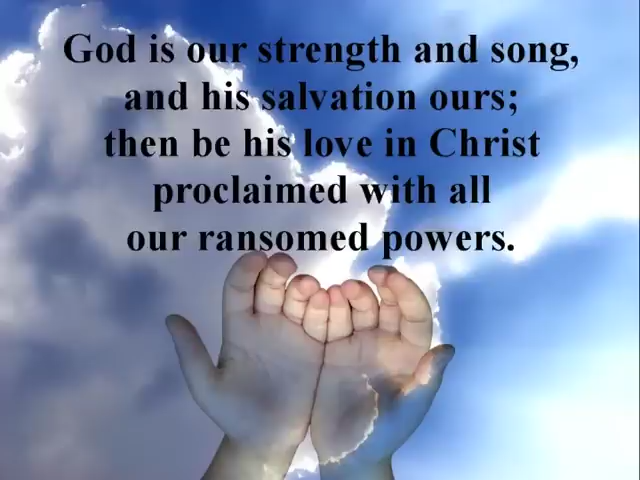 God is our strength and song,
and his salvation ours;
then be his love in Christ
proclaimed with all
our ransomed powers.